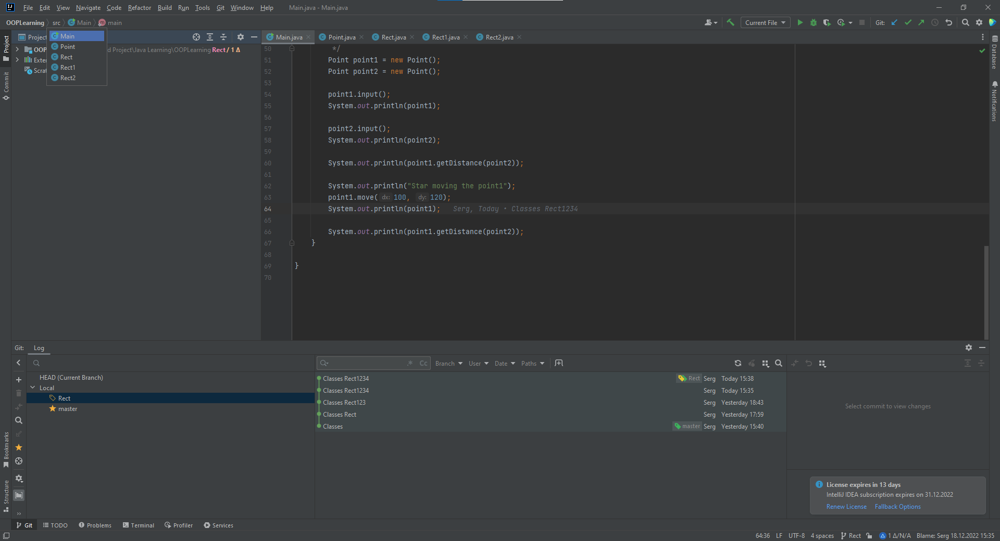 File Edit View Navigate Code Refactor Build Run Tools Git Window Help Main.java - Main.java
OOPLearning src Main main
Current File
Git:
Project
Main
Point
Rect
Rect1
Rect2
OOP
d Project\Java Learning\OOPLearning Rect / 1 Δ
Exter
Scrat
Main.java Point.java Rect.java Rect1.java Rect2.java
50 */
51 Point point1 = new Point();
52 Point point2 = new Point();
53
54 point1.input();
55 System.out.println(point1);
56
57 point2.input();
58 System.out.println(point2);
59
60 System.out.println(point1.getDistance(point2));
61
62 System.out.println("Star moving the point1");
63 point1.move( dx: 100, dy: 120);
64 System.out.println(point1); Serg, Today • Classes Rect1234
65
66 System.out.println(point1.getDistance(point2));
67 }
68
69 }
70
Project
Commit
Bookmarks
Structure
Database
Notifications
Git: Log
HEAD (Current Branch)
Local
Rect
master
.* Cc Branch User Date Paths
Classes Rect1234 Rect Serg Today 15:38
Classes Rect1234 Serg Today 15:35
Classes Rect123 Serg Yesterday 18:43
Classes Rect Serg Yesterday 17:59
Classes master Serg Yesterday 15:40
Select commit to view changes
License expires in 13 days
IntelliJ IDEA subscription expires on 31.12.2022
Renew License Fallback Options
Git TODO Problems Terminal Profiler Services
64:36 LF UTF-8 4 spaces Rect 1 Δ/N/A Blame: Serg 18.12.2022 15:35